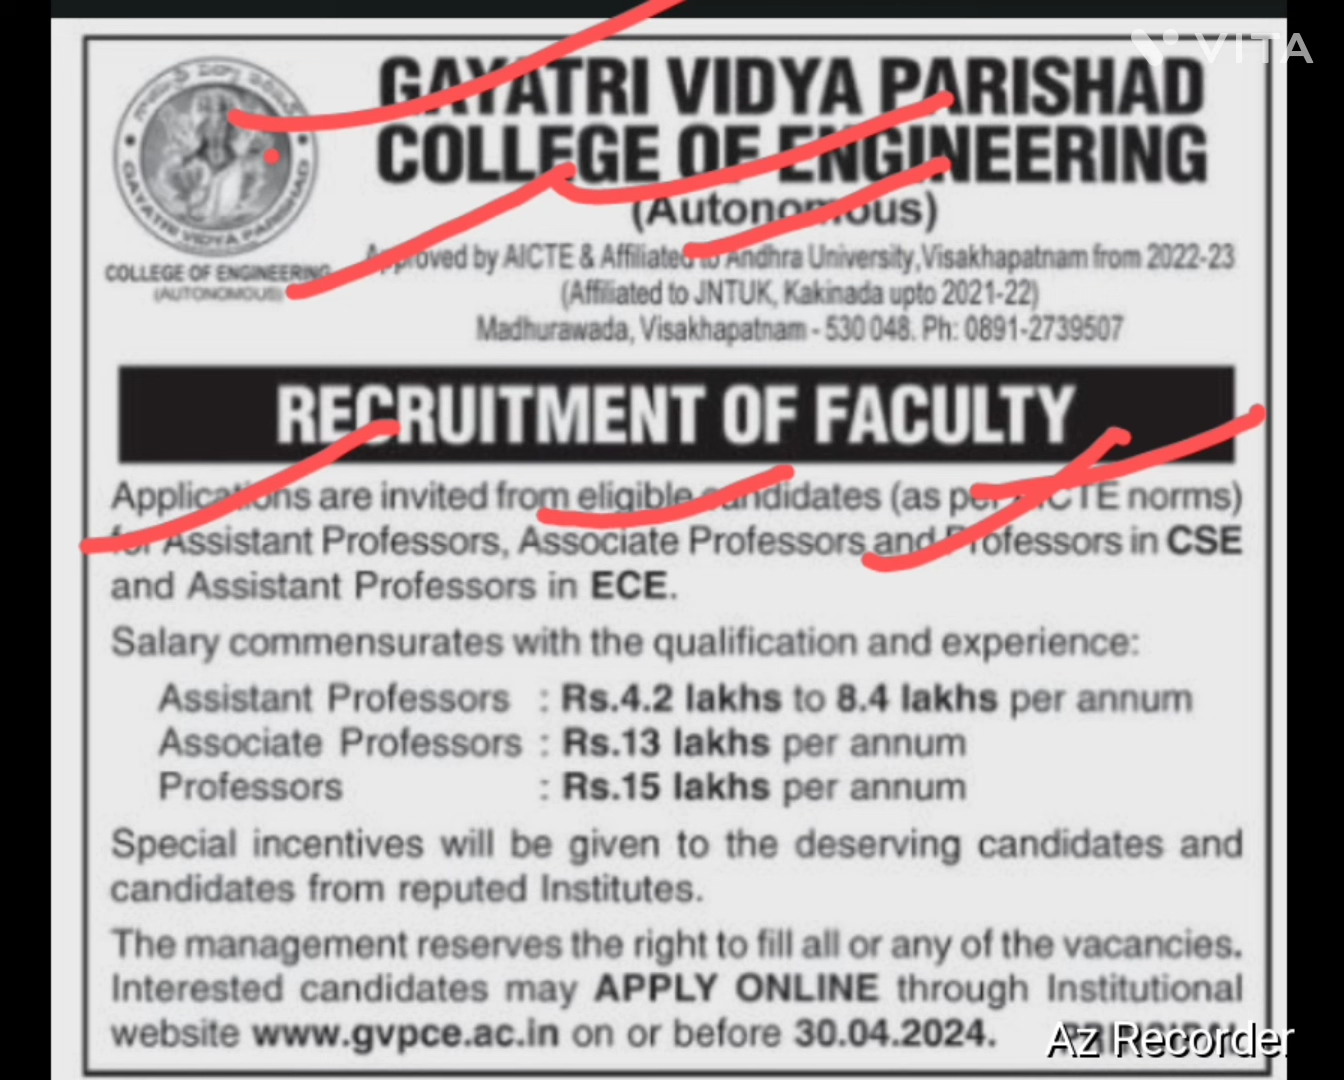 VITA
GAYATRI VIDYA PARISHAD
COLLEGE OF ENGINEERING
(Autonomous)
GAYATRI VIDYA PARISHAD
COLLEGE OF ENGINEERING
(AUTONOMOUS)
Approved by AICTE & Affiliated to Andhra University, Visakhapatnam from 2022-23
(Affiliated to JNTUK, Kakinada upto 2021-22)
Madhurawada, Visakhapatnam - 530 048. Ph: 0891-2739507
RECRUITMENT OF FACULTY
Applications are invited from eligible candidates (as per AICTE norms)
for Assistant Professors, Associate Professors and Professors in CSE
and Assistant Professors in ECE.
Salary commensurates with the qualification and experience:
Assistant Professors : Rs.4.2 lakhs to 8.4 lakhs per annum
Associate Professors : Rs.13 lakhs per annum
Professors : Rs.15 lakhs per annum
Special incentives will be given to the deserving candidates and
candidates from reputed Institutes.
The management reserves the right to fill all or any of the vacancies.
Interested candidates may APPLY ONLINE through Institutional
website www.gvpce.ac.in on or before 30.04.2024.
Az Recorder